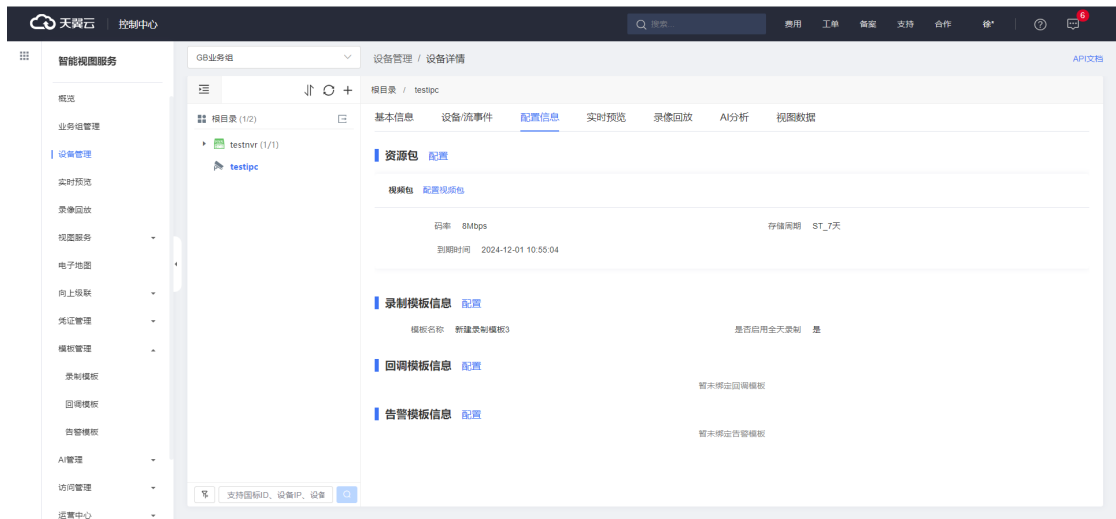 天翼云 控制中心 搜索... 费用 工单 备案 支持 合作 徐* 6
智能视图服务
概览
业务组管理
设备管理
实时预览
录像回放
视图服务
电子地图
向上级联
凭证管理
模板管理
录制模板
回调模板
告警模板
AI管理
访问管理
运营中心
GB业务组
根目录 (1/2)
testnvr (1/1)
testipc
支持国标ID、设备IP、设备
设备管理 / 设备详情 API文档
根目录 / testipc
基本信息 设备/流事件 配置信息 实时预览 录像回放 AI分析 视图数据
资源包 配置
视频包 配置视频包
码率 8Mbps 存储周期 ST_7天
到期时间 2024-12-01 10:55:04
录制模板信息 配置
模板名称 新建录制模板3 是否启用全天录制 是
回调模板信息 配置
暂未绑定回调模板
告警模板信息 配置
暂未绑定告警模板